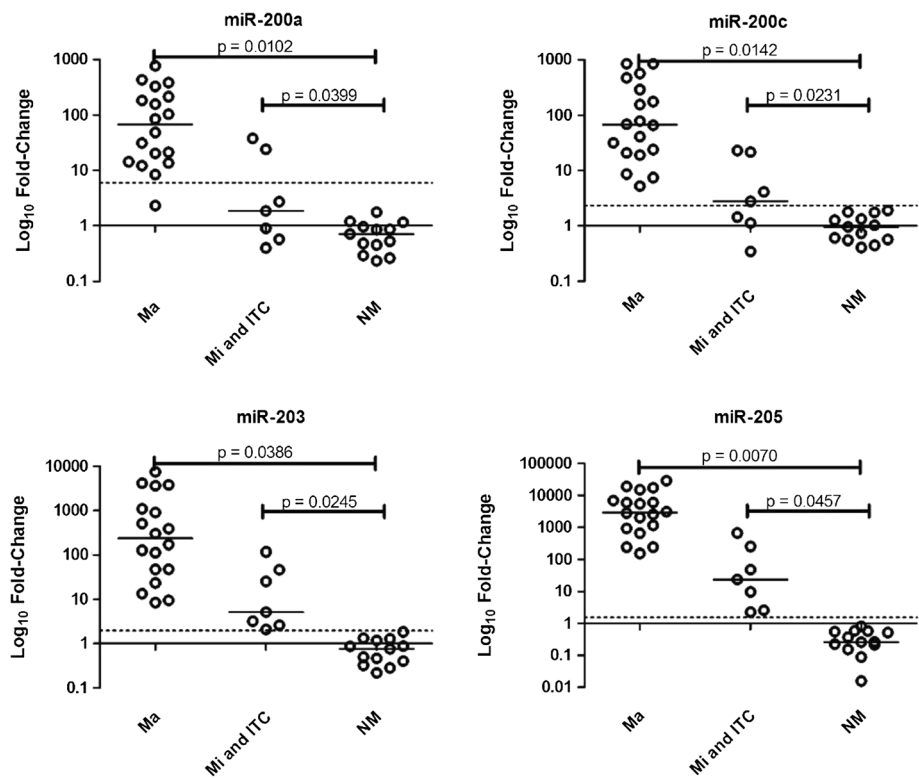 miR-200a
p = 0.0102
p = 0.0399
1000
100
10
1
0.1
Log10 Fold-Change
Ma
Mi and ITC
NM
miR-200c
p = 0.0142
p = 0.0231
1000
100
10
1
0.1
Log10 Fold-Change
Ma
Mi and ITC
NM
miR-203
p = 0.0386
p = 0.0245
10000
1000
100
10
1
0.1
Log10 Fold-Change
Ma
Mi and ITC
NM
miR-205
p = 0.0070
p = 0.0457
100000
10000
1000
100
10
1
0.1
0.01
Log10 Fold-Change
Ma
Mi and ITC
NM